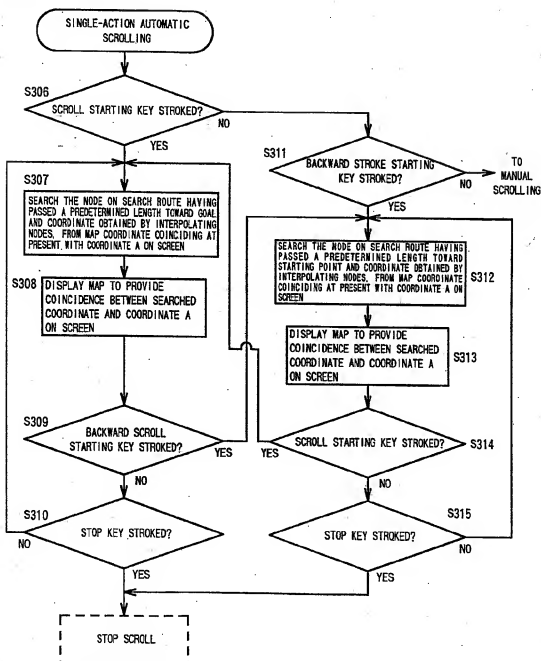 SINGLE-ACTION AUTOMATIC
SCROLLING
S306
SCROLL STARTING KEY STROKED?
NO
YES
S311
BACKWARD STROKE STARTING
KEY STROKED?
NO
TO
MANUAL
SCROLLING
YES
S307
SEARCH THE NODE ON SEARCH ROUTE HAVING
PASSED A PREDETERMINED LENGTH TOWARD GOAL
AND COORDINATE OBTAINED BY INTERPOLATING
NODES, FROM MAP COORDINATE COINCIDING AT
PRESENT WITH COORDINATE A ON SCREEN
S312
SEARCH THE NODE ON SEARCH ROUTE HAVING
PASSED A PREDETERMINED LENGTH TOWARD
STARTING POINT AND COORDINATE OBTAINED BY
INTERPOLATING NODES, FROM MAP COORDINATE
COINCIDING AT PRESENT WITH COORDINATE A ON
SCREEN
S308
DISPLAY MAP TO PROVIDE
COINCIDENCE BETWEEN SEARCHED
COORDINATE AND COORDINATE A
ON SCREEN
S313
DISPLAY MAP TO PROVIDE
COINCIDENCE BETWEEN SEARCHED
COORDINATE AND COORDINATE A
ON SCREEN
S309
BACKWARD SCROLL
STARTING KEY STROKED?
YES
NO
S314
SCROLL STARTING KEY STROKED?
YES
NO
S310
STOP KEY STROKED?
NO
YES
S315
STOP KEY STROKED?
NO
YES
STOP SCROLL